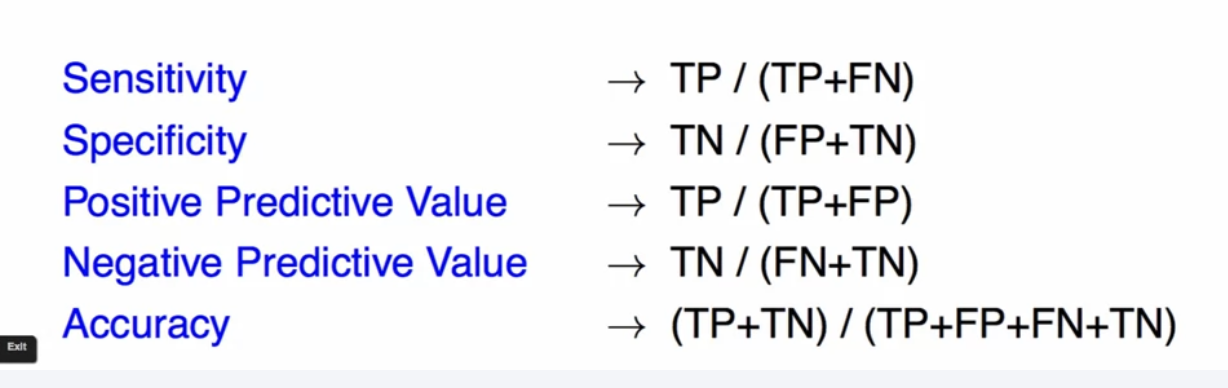 Sensitivity → TP / (TP+FN)
Specificity → TN / (FP+TN)
Positive Predictive Value → TP / (TP+FP)
Negative Predictive Value → TN / (FN+TN)
Accuracy → (TP+TN) / (TP+FP+FN+TN)
Exit